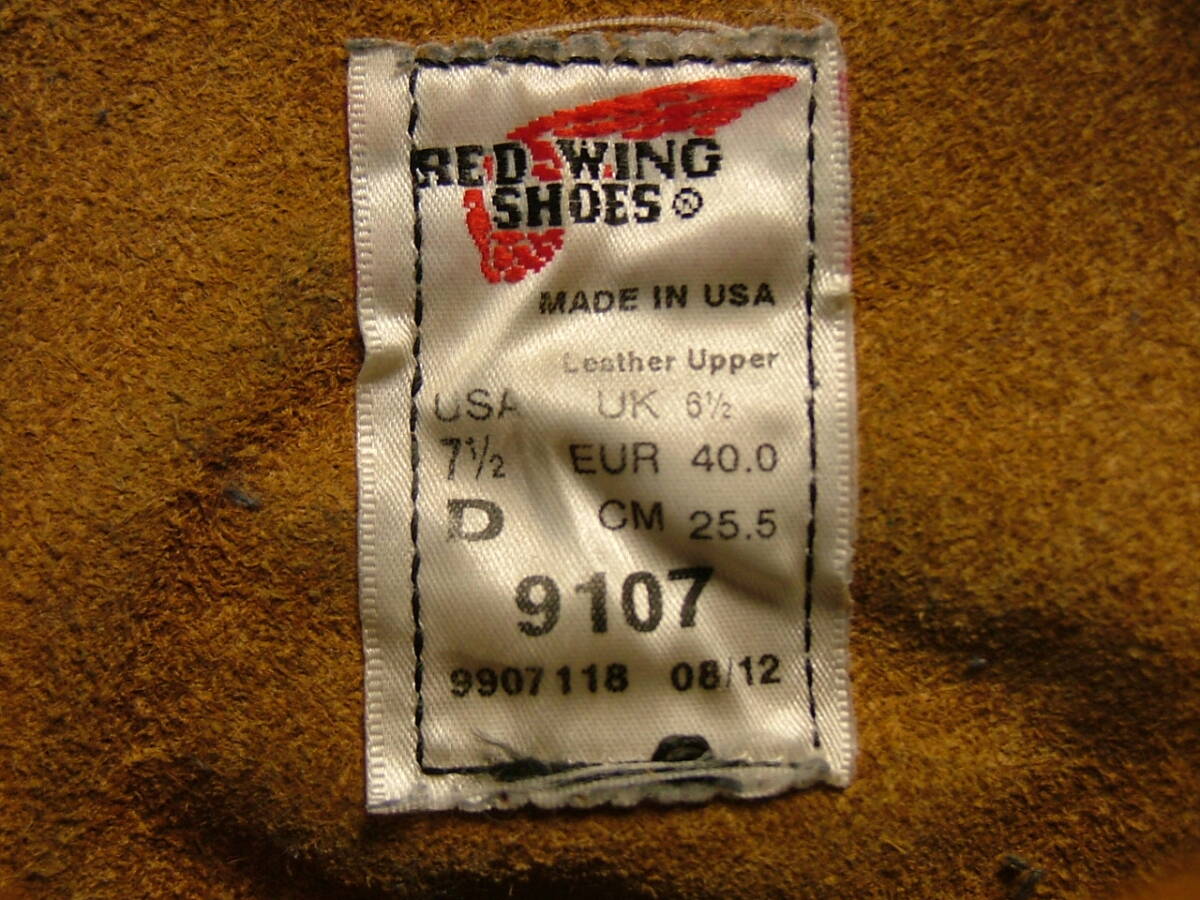 RED WING
SHOES®
MADE IN USA
Leather Upper
USA UK 6½
7½ EUR 40.0
D CM 25.5
9107
9907118 08/12